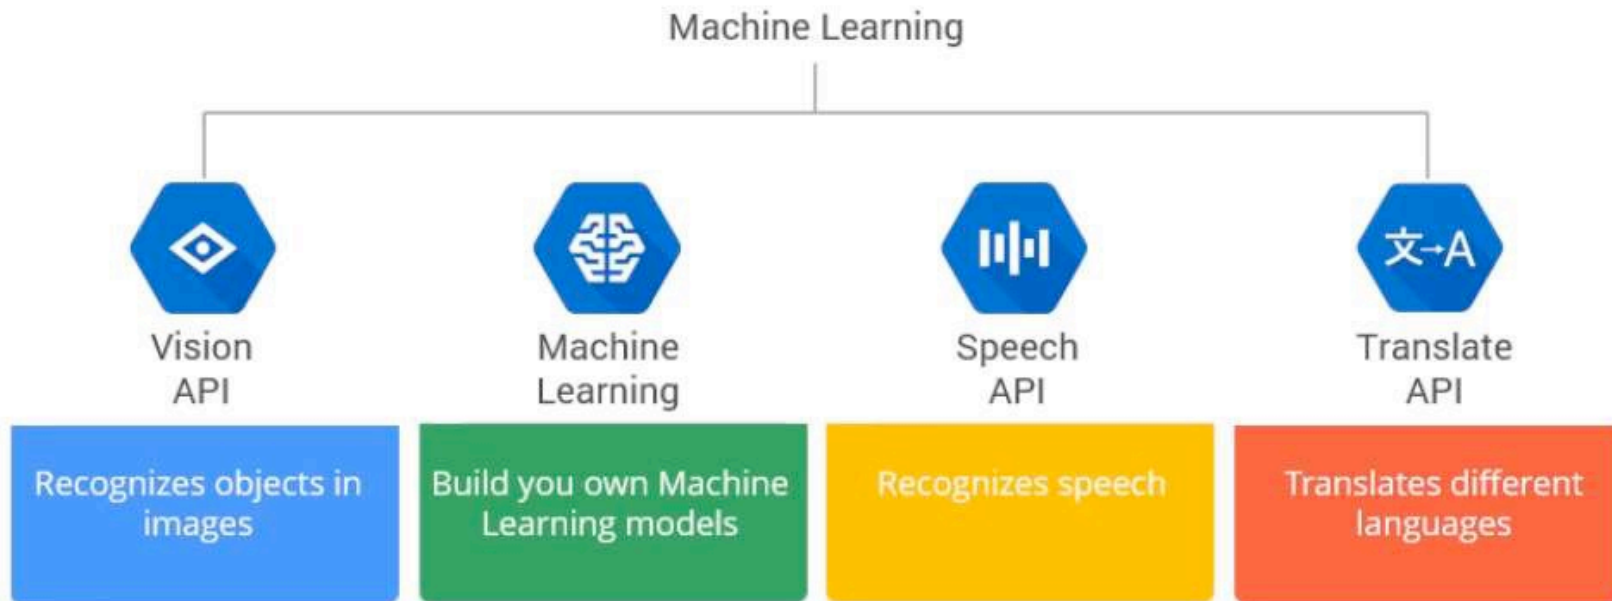 Machine Learning
文→A
Vision
API
Machine
Learning
Speech
API
Translate
API
Recognizes objects in
images
Build you own Machine
Learning models
Recognizes speech
Translates different
languages